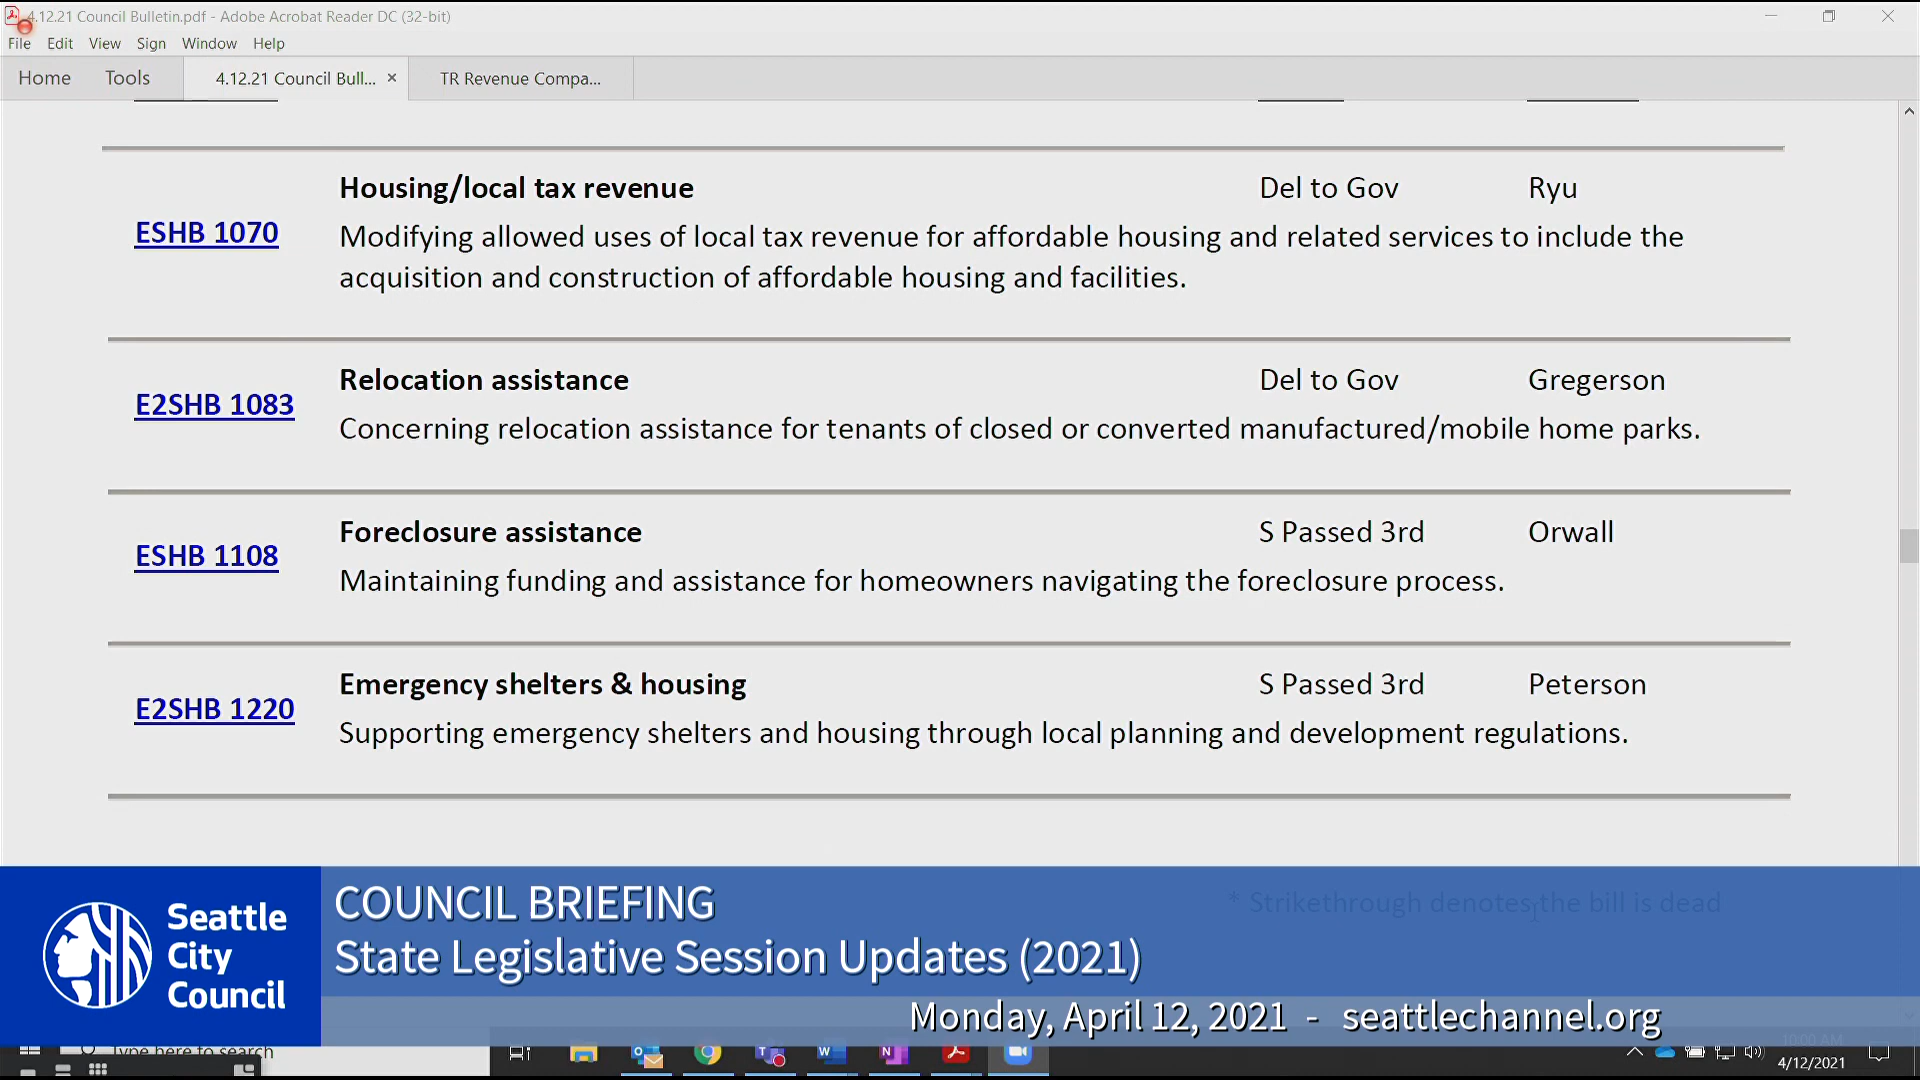 4.12.21 Council Bulletin.pdf - Adobe Acrobat Reader DC (32-bit)
File Edit View Sign Window Help
Home Tools 4.12.21 Council Bull... × TR Revenue Compa...
Housing/local tax revenue Del to Gov Ryu
ESHB 1070
Modifying allowed uses of local tax revenue for affordable housing and related services to include the
acquisition and construction of affordable housing and facilities.
Relocation assistance Del to Gov Gregerson
E2SHB 1083
Concerning relocation assistance for tenants of closed or converted manufactured/mobile home parks.
Foreclosure assistance S Passed 3rd Orwall
ESHB 1108
Maintaining funding and assistance for homeowners navigating the foreclosure process.
Emergency shelters & housing S Passed 3rd Peterson
E2SHB 1220
Supporting emergency shelters and housing through local planning and development regulations.
* Strikethrough denotes the bill is dead
Seattle
City
Council
COUNCIL BRIEFING
State Legislative Session Updates (2021)
Monday, April 12, 2021 - seattlechannel.org
Type here to search
10:00 AM
4/12/2021